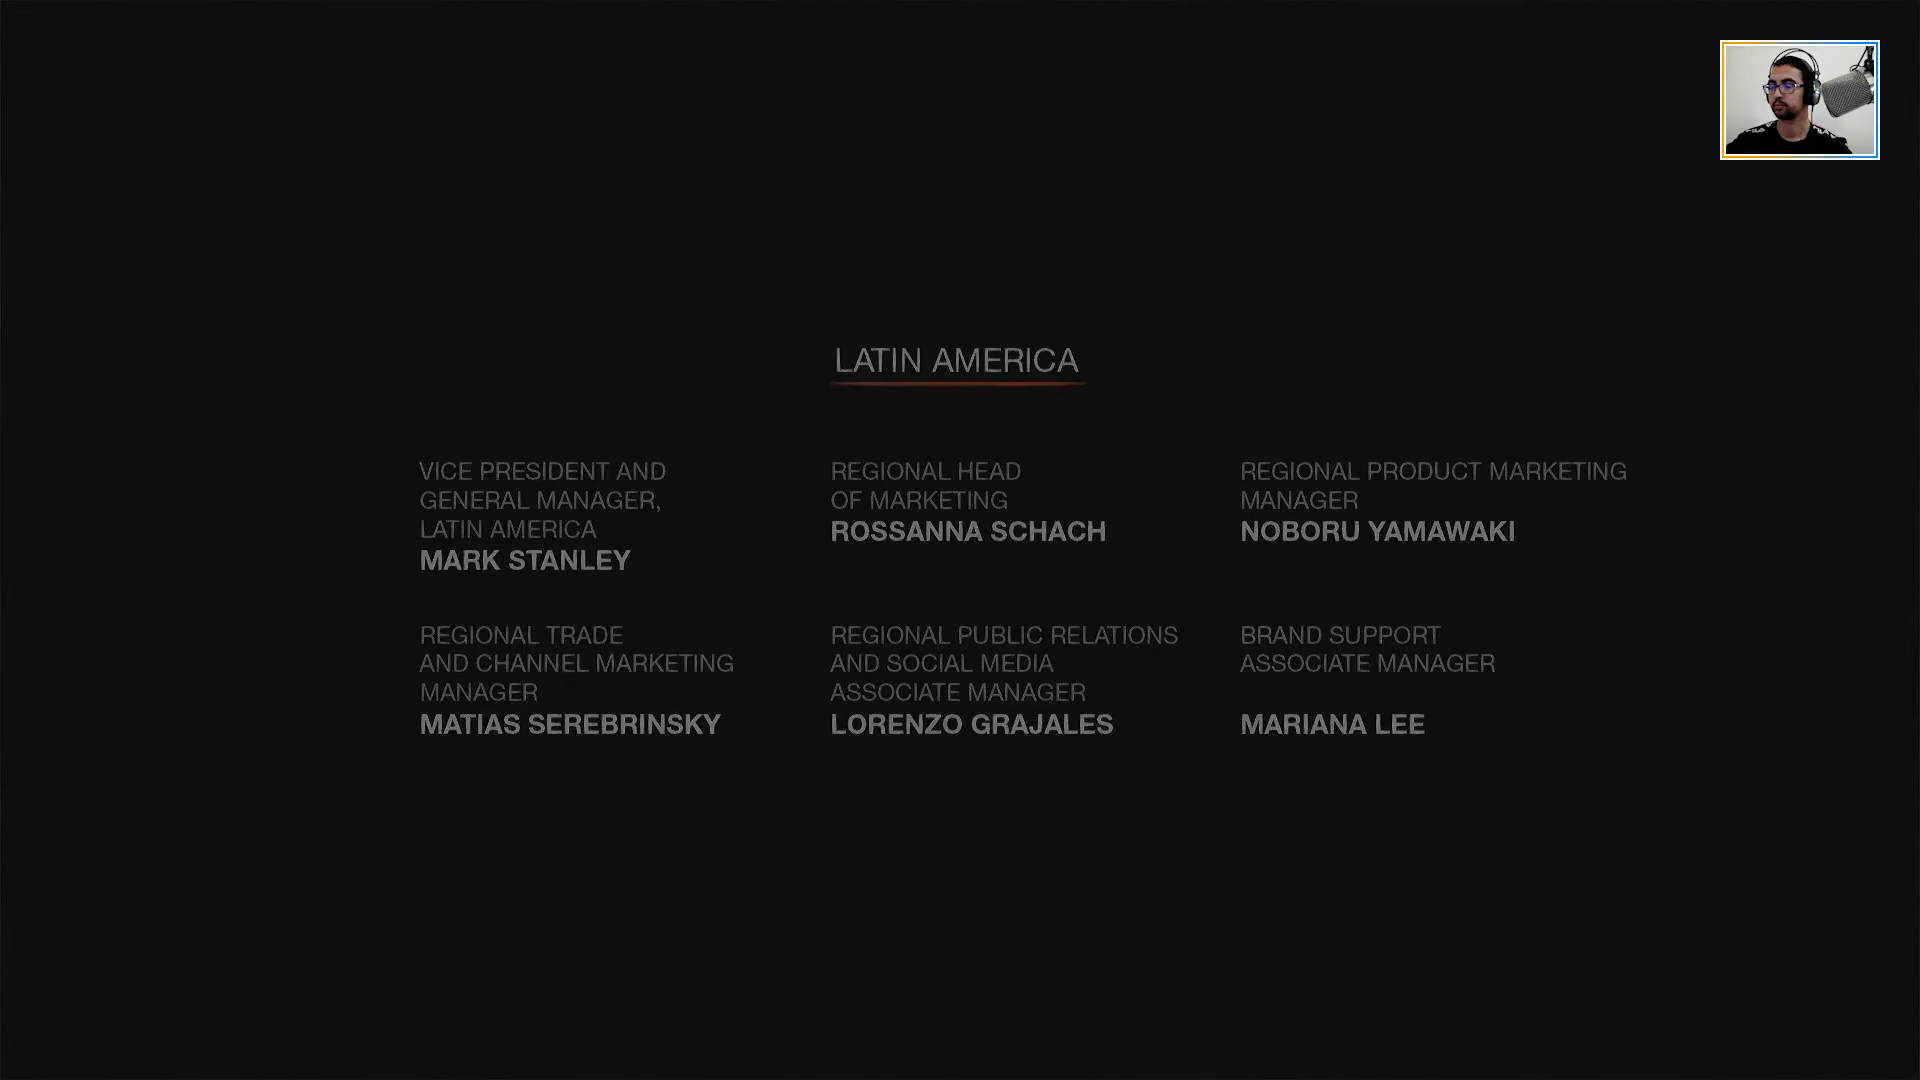 LATIN AMERICA
VICE PRESIDENT AND
GENERAL MANAGER,
LATIN AMERICA
MARK STANLEY
REGIONAL HEAD
OF MARKETING
ROSSANNA SCHACH
REGIONAL PRODUCT MARKETING
MANAGER
NOBORU YAMAWAKI
REGIONAL TRADE
AND CHANNEL MARKETING
MANAGER
MATIAS SEREBRINSKY
REGIONAL PUBLIC RELATIONS
AND SOCIAL MEDIA
ASSOCIATE MANAGER
LORENZO GRAJALES
BRAND SUPPORT
ASSOCIATE MANAGER
MARIANA LEE